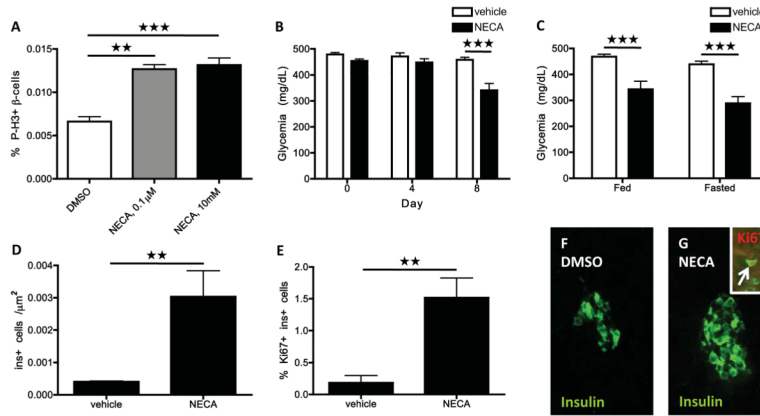 A
★★★
★★
% P-H3+ β-cells
0.015
0.010
0.005
0.000
DMSO
NECA, 0.1 μM
NECA, 10mM
B
vehicle
NECA
★★★
Glycemia (mg/dL)
500
400
300
200
100
0
0
4
8
Day
C
vehicle
NECA
★★★
★★★
Glycemia (mg/dL)
500
400
300
200
100
0
Fed
Fasted
D
★★
ins+ cells /μm²
0.004
0.003
0.002
0.001
0.000
vehicle
NECA
E
★★
% Ki67+ ins+ cells
2.0
1.5
1.0
0.5
0.0
vehicle
NECA
F
DMSO
Insulin
G
NECA
Ki67
Insulin